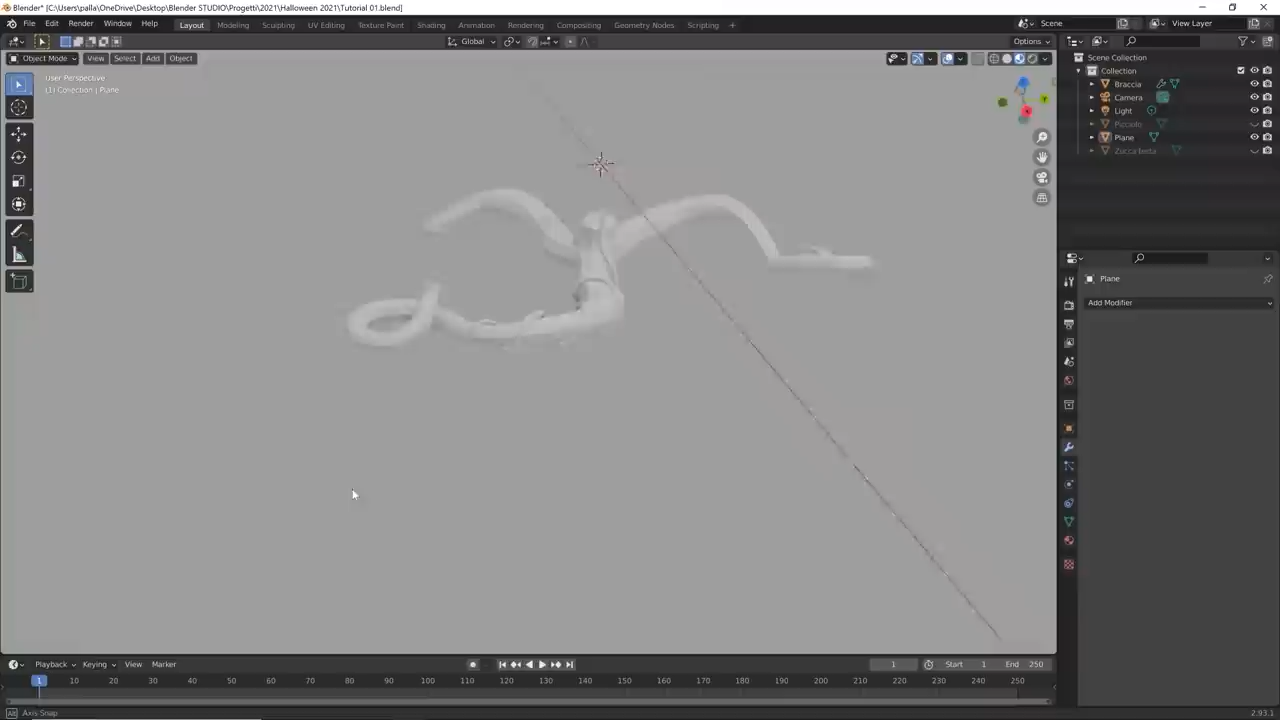 Blender* [C:\Users\palla\OneDrive\Desktop\Blender STUDIO\Progetti\2021\Halloween 2021\Tutorial 01.blend]
File Edit Render Window Help Layout Modeling Sculpting UV Editing Texture Paint Shading Animation Rendering Compositing Geometry Nodes Scripting + Scene View Layer
Global Options
Object Mode View Select Add Object
User Perspective
(1) Collection | Plane
Scene Collection
Collection
Braccia
Camera
Light
Picciolo
Plane
Zucca testa
Plane
Add Modifier
Playback Keying View Marker 1 Start 1 End 250
1 10 20 30 40 50 60 70 80 90 100 110 120 130 140 150 160 170 180 190 200 210 220 230 240 250
Axis Snap 2.93.1